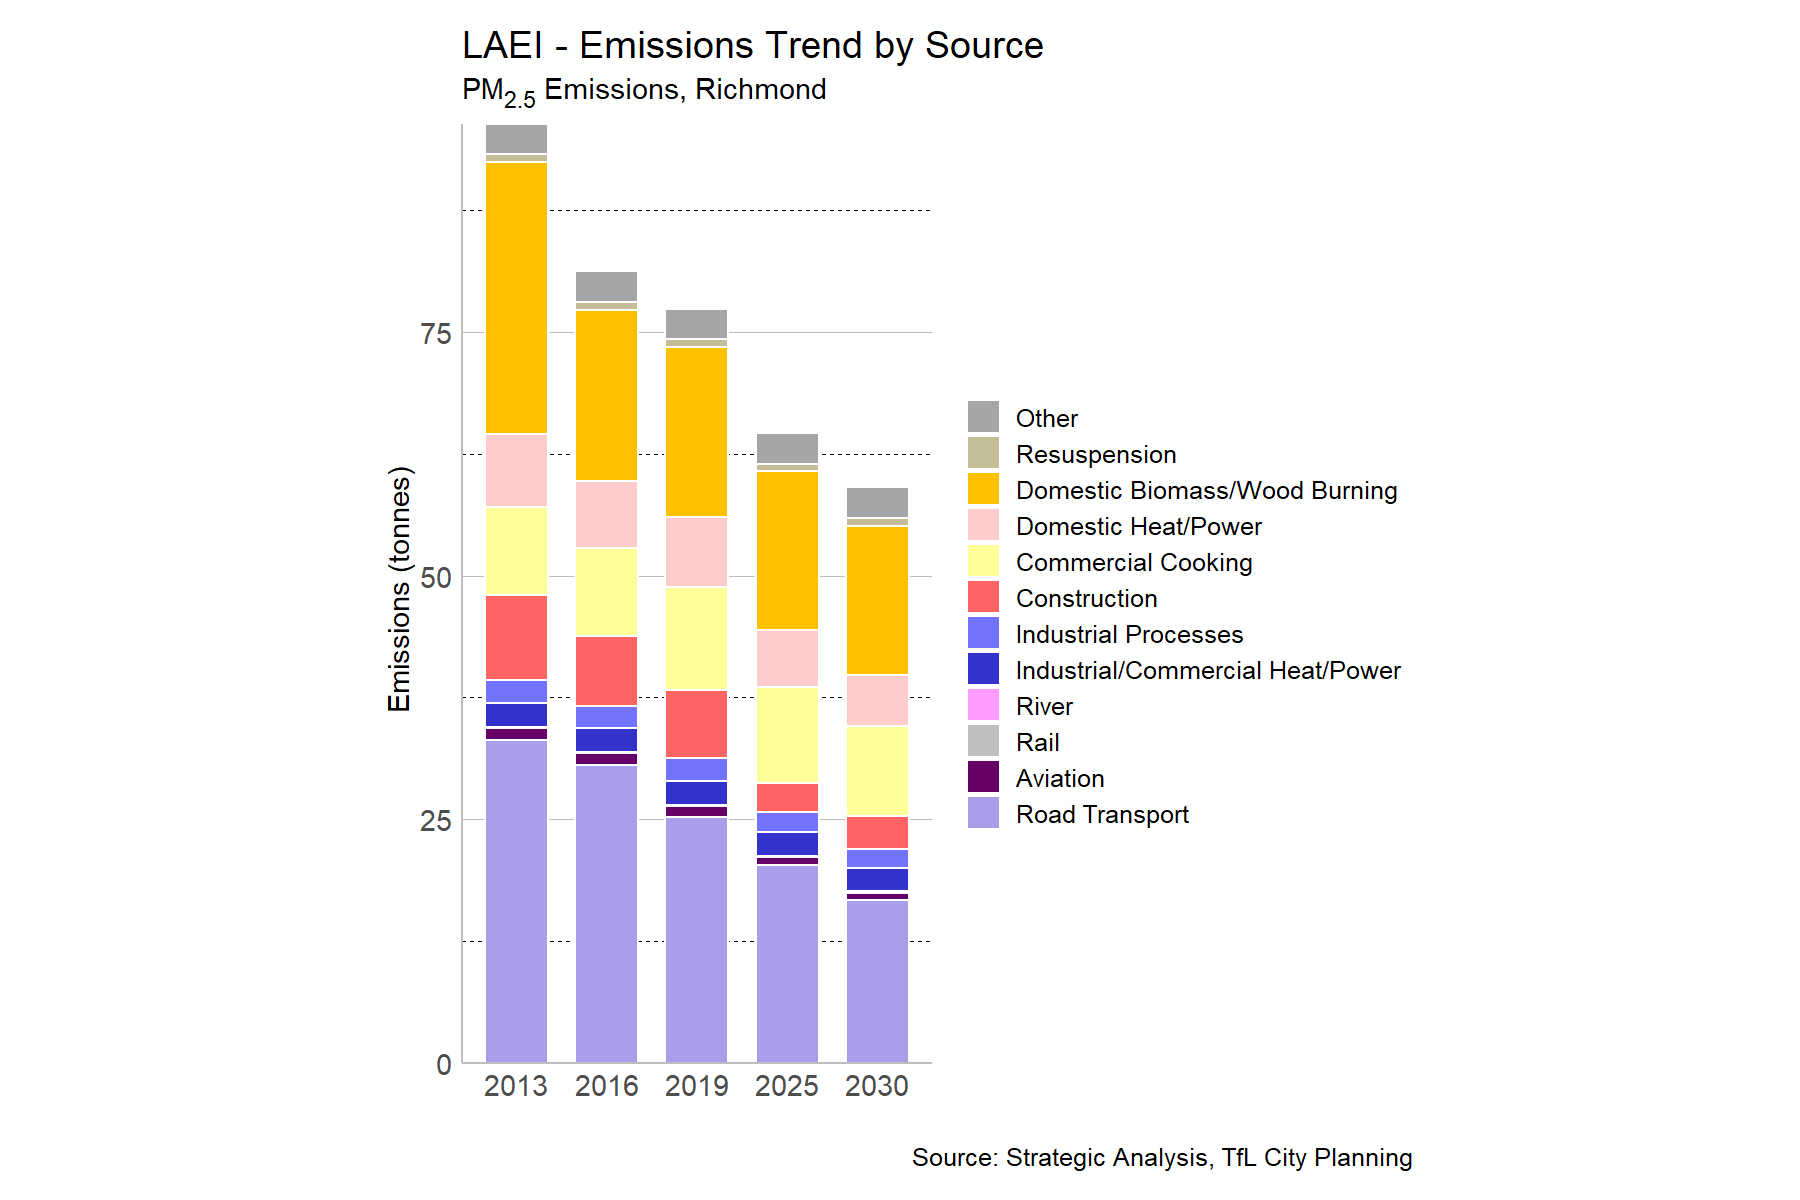 LAEI - Emissions Trend by Source
PM2.5 Emissions, Richmond
Emissions (tonnes)
75
50
25
0
2013 2016 2019 2025 2030
Other
Resuspension
Domestic Biomass/Wood Burning
Domestic Heat/Power
Commercial Cooking
Construction
Industrial Processes
Industrial/Commercial Heat/Power
River
Rail
Aviation
Road Transport
Source: Strategic Analysis, TfL City Planning